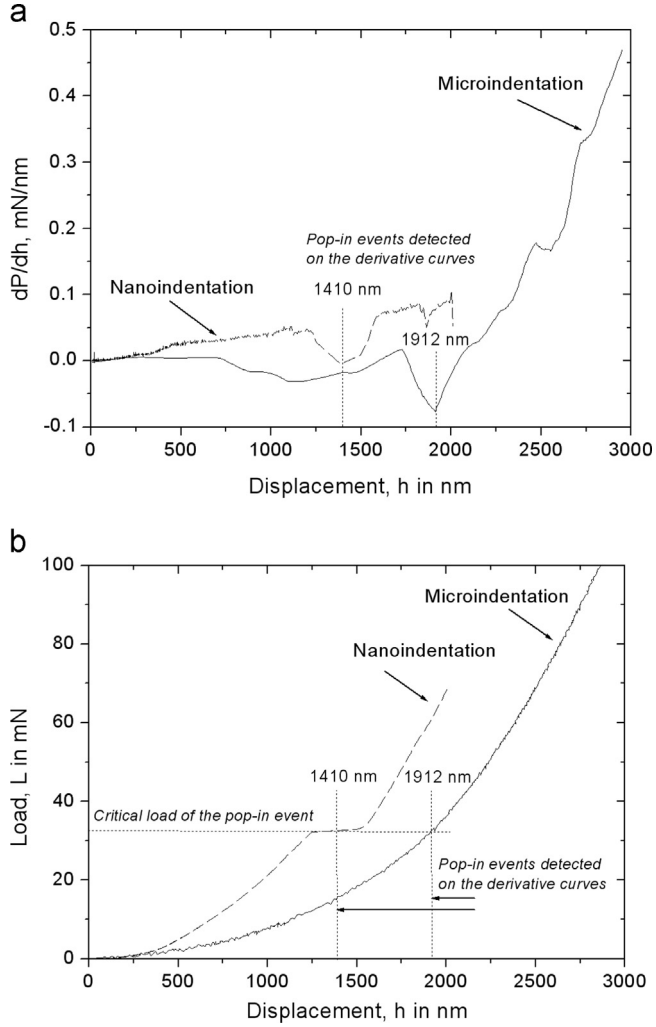 a
0.5
0.4
0.3
0.2
0.1
0.0
-0.1
dP/dh, mN/nm
Microindentation
Pop-in events detected
on the derivative curves
Nanoindentation
1410 nm
1912 nm
0 500 1000 1500 2000 2500 3000
Displacement, h in nm
b
100
80
60
40
20
0
Load, L in mN
Microindentation
Nanoindentation
1410 nm 1912 nm
Critical load of the pop-in event
Pop-in events detected
on the derivative curves
0 500 1000 1500 2000 2500 3000
Displacement, h in nm